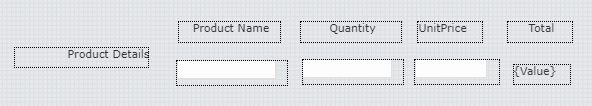 Product Name Quantity UnitPrice Total
Product Details
{Value}